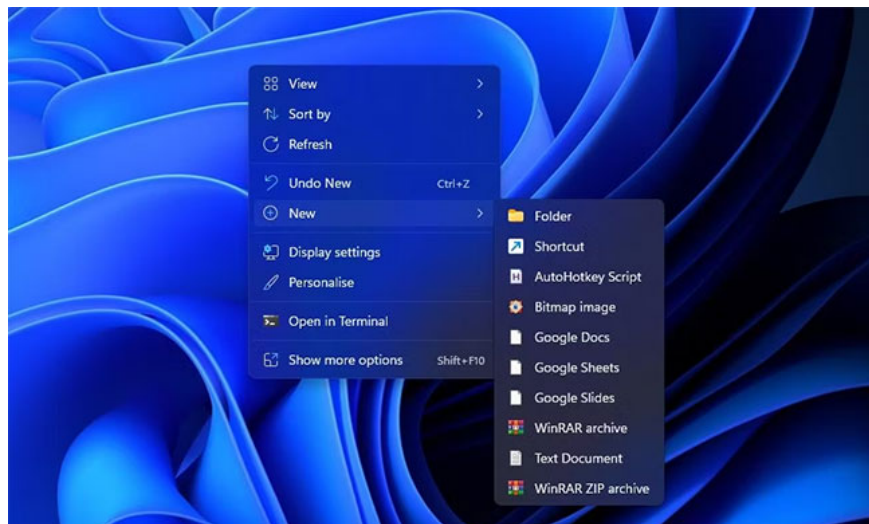 View
Sort by
Refresh
Undo New Ctrl+Z
New
Display settings
Personalise
Open in Terminal
Show more options Shift+F10
Folder
Shortcut
AutoHotkey Script
Bitmap image
Google Docs
Google Sheets
Google Slides
WinRAR archive
Text Document
WinRAR ZIP archive